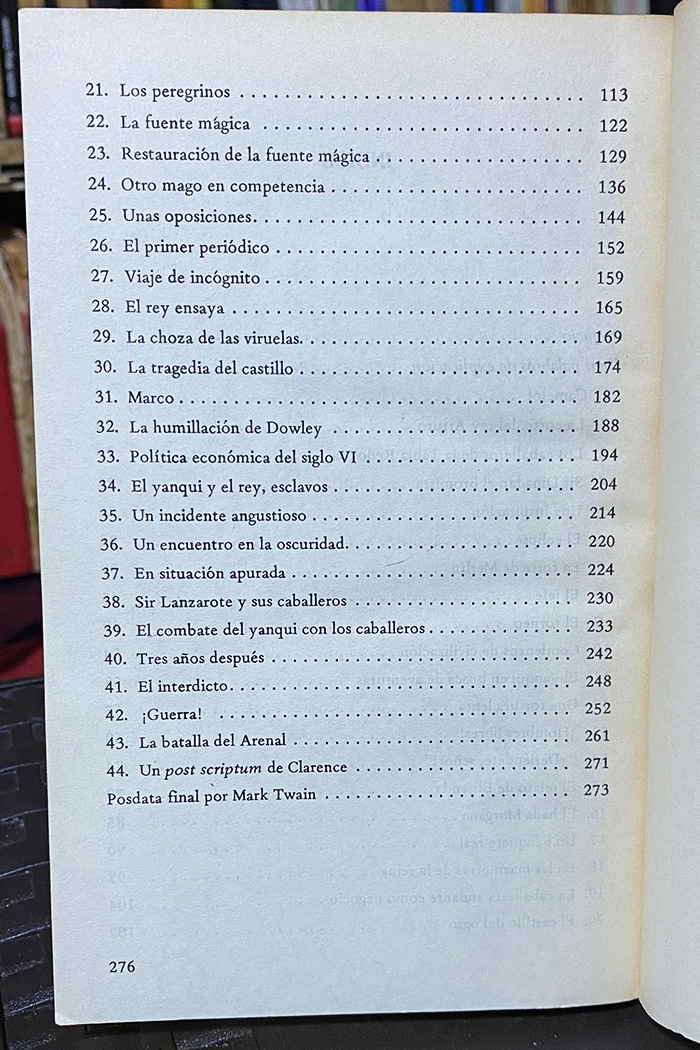 21. Los peregrinos . . . . . . . . . . . . . . . . . . . . . . . . . . . . . . 113
22. La fuente mágica . . . . . . . . . . . . . . . . . . . . . . . . . . . . 122
23. Restauración de la fuente mágica . . . . . . . . . . . . . . . . . . 129
24. Otro mago en competencia . . . . . . . . . . . . . . . . . . . . . . 136
25. Unas oposiciones. . . . . . . . . . . . . . . . . . . . . . . . . . . . . 144
26. El primer periódico . . . . . . . . . . . . . . . . . . . . . . . . . . . 152
27. Viaje de incógnito . . . . . . . . . . . . . . . . . . . . . . . . . . . . 159
28. El rey ensaya . . . . . . . . . . . . . . . . . . . . . . . . . . . . . . . 165
29. La choza de las viruelas. . . . . . . . . . . . . . . . . . . . . . . . . 169
30. La tragedia del castillo . . . . . . . . . . . . . . . . . . . . . . . . . 174
31. Marco . . . . . . . . . . . . . . . . . . . . . . . . . . . . . . . . . . . . 182
32. La humillación de Dowley . . . . . . . . . . . . . . . . . . . . . . 188
33. Política económica del siglo VI . . . . . . . . . . . . . . . . . . . 194
34. El yanqui y el rey, esclavos . . . . . . . . . . . . . . . . . . . . . . 204
35. Un incidente angustioso . . . . . . . . . . . . . . . . . . . . . . . . 214
36. Un encuentro en la oscuridad. . . . . . . . . . . . . . . . . . . . . 220
37. En situación apurada . . . . . . . . . . . . . . . . . . . . . . . . . . 224
38. Sir Lanzarote y sus caballeros . . . . . . . . . . . . . . . . . . . . 230
39. El combate del yanqui con los caballeros . . . . . . . . . . . . . 233
40. Tres años después . . . . . . . . . . . . . . . . . . . . . . . . . . . . 242
41. El interdicto. . . . . . . . . . . . . . . . . . . . . . . . . . . . . . . . 248
42. ¡Guerra! . . . . . . . . . . . . . . . . . . . . . . . . . . . . . . . . . . 252
43. La batalla del Arenal . . . . . . . . . . . . . . . . . . . . . . . . . . 261
44. Un post scriptum de Clarence . . . . . . . . . . . . . . . . . . . . 271
Posdata final por Mark Twain . . . . . . . . . . . . . . . . . . . . . . . 273
276